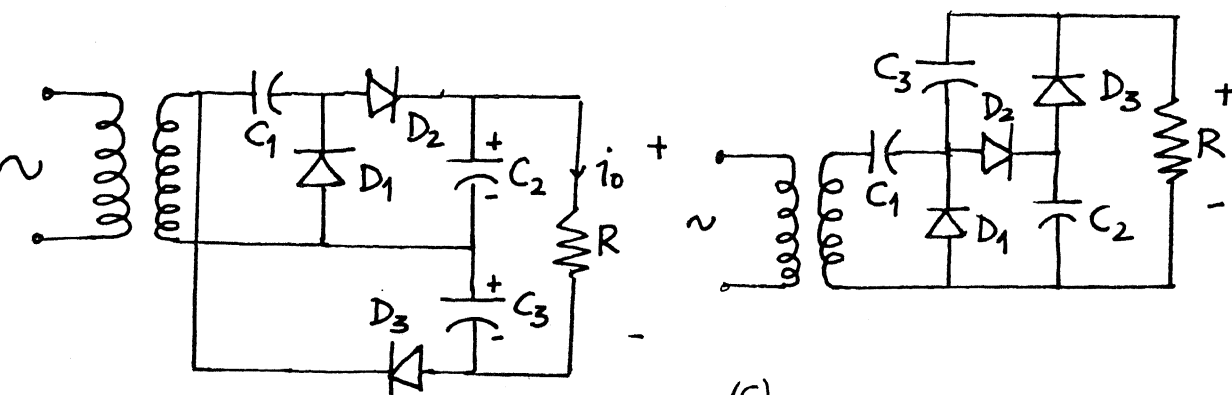 C1
D2
D1
+
C2
-
i0
+
R
~
+
C3
-
D3
-
C3
D2
D3
+
R
-
C1
~
D1
C2
(C)